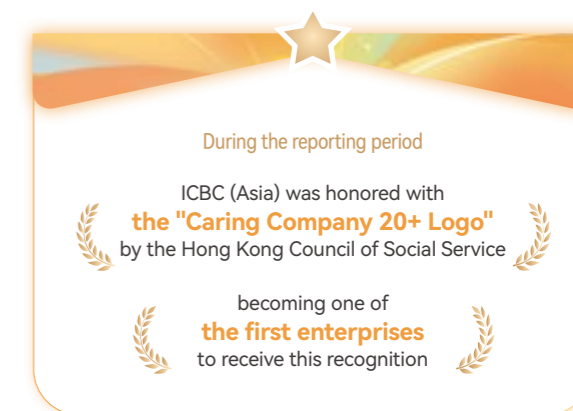 During the reporting period
ICBC (Asia) was honored with
the "Caring Company 20+ Logo"
by the Hong Kong Council of Social Service
becoming one of
the first enterprises
to receive this recognition